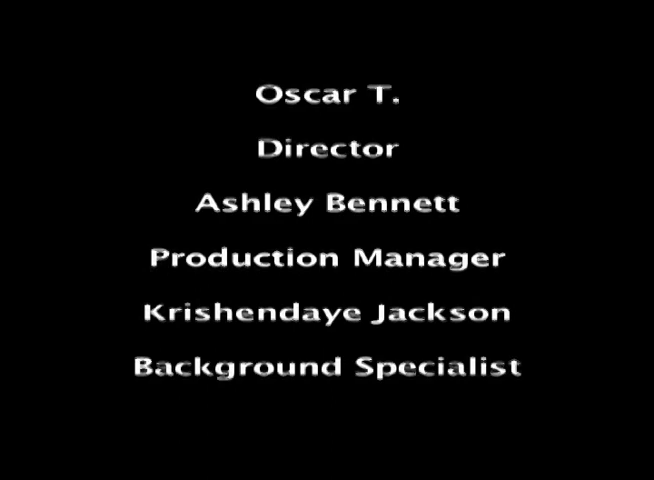 Oscar T.
Director
Ashley Bennett
Production Manager
Krishendaye Jackson
Background Specialist